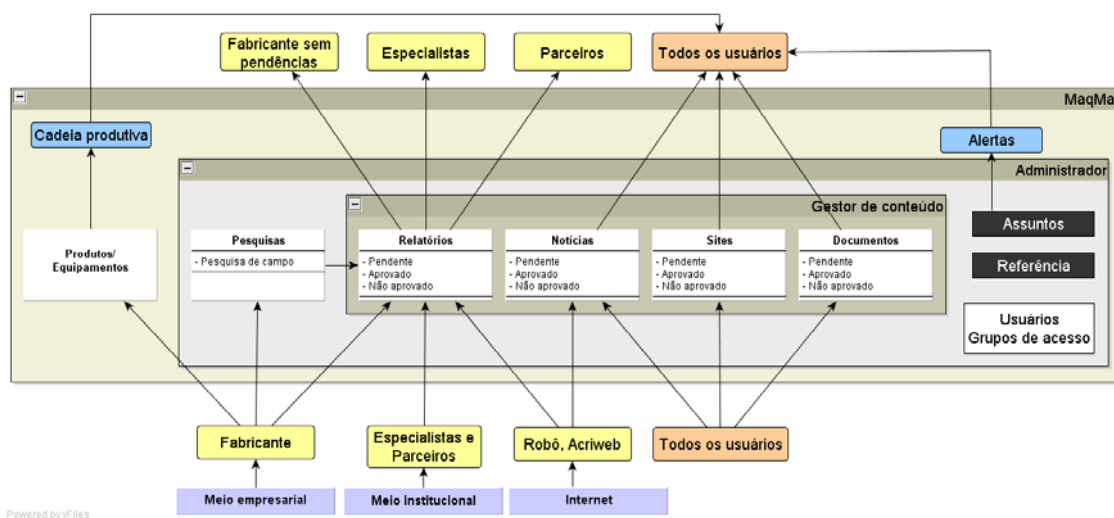 Fabricante sem
pendências
Especialistas
Parceiros
Todos os usuários
MaqMa
Cadeia produtiva
Alertas
Administrador
Gestor de conteúdo
Produtos/
Equipamentos
Pesquisas
- Pesquisa de campo
Relatórios
- Pendente
- Aprovado
- Não aprovado
Notícias
- Pendente
- Aprovado
- Não aprovado
Sites
- Pendente
- Aprovado
- Não aprovado
Documentos
- Pendente
- Aprovado
- Não aprovado
Assuntos
Referência
Usuários
Grupos de acesso
Fabricante
Especialistas e
Parceiros
Robô, Acriweb
Todos os usuários
Meio empresarial
Meio institucional
Internet
Powered by yFiles